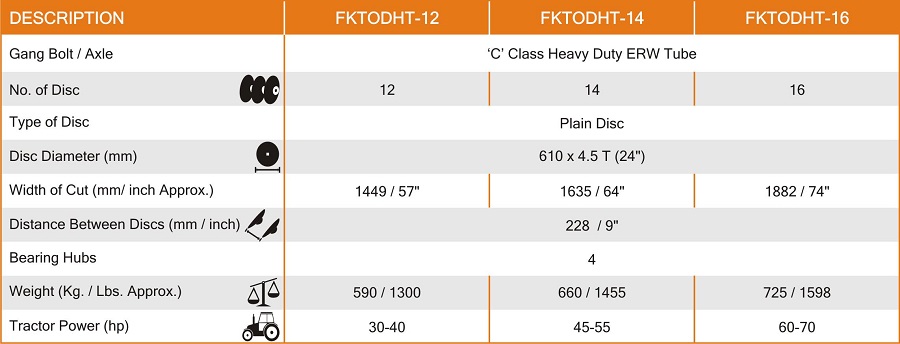 DESCRIPTION FKTODHT-12 FKTODHT-14 FKTODHT-16
Gang Bolt / Axle ‘C’ Class Heavy Duty ERW Tube
No. of Disc 12 14 16
Type of Disc Plain Disc
Disc Diameter (mm) 610 x 4.5 T (24")
Width of Cut (mm/ inch Approx.) 1449 / 57" 1635 / 64" 1882 / 74"
Distance Between Discs (mm / inch) 228 / 9"
Bearing Hubs 4
Weight (Kg. / Lbs. Approx.) 590 / 1300 660 / 1455 725 / 1598
Tractor Power (hp) 30-40 45-55 60-70